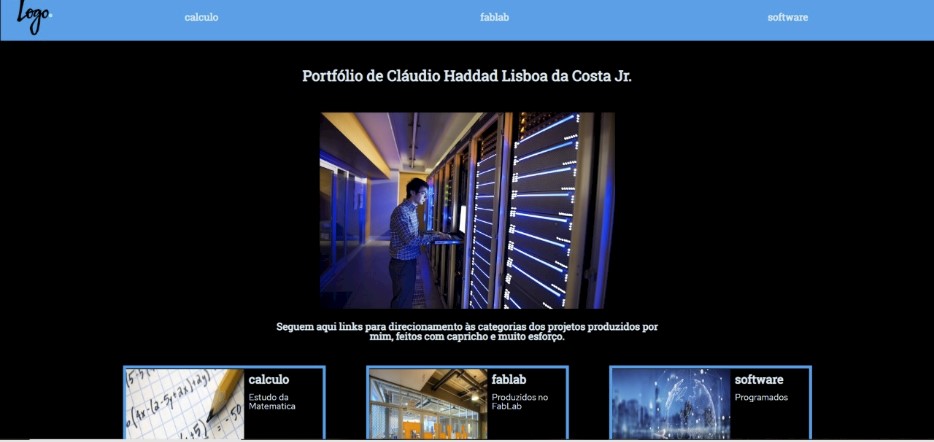 Logo.
calculo
fablab
software
Portfólio de Cláudio Haddad Lisboa da Costa Jr.
Seguem aqui links para direcionamento às categorias dos projetos produzidos por
mim, feitos com capricho e muito esforço.
calculo
Estudo da
Matematica
fablab
Produzidos no
FabLab
software
Programados